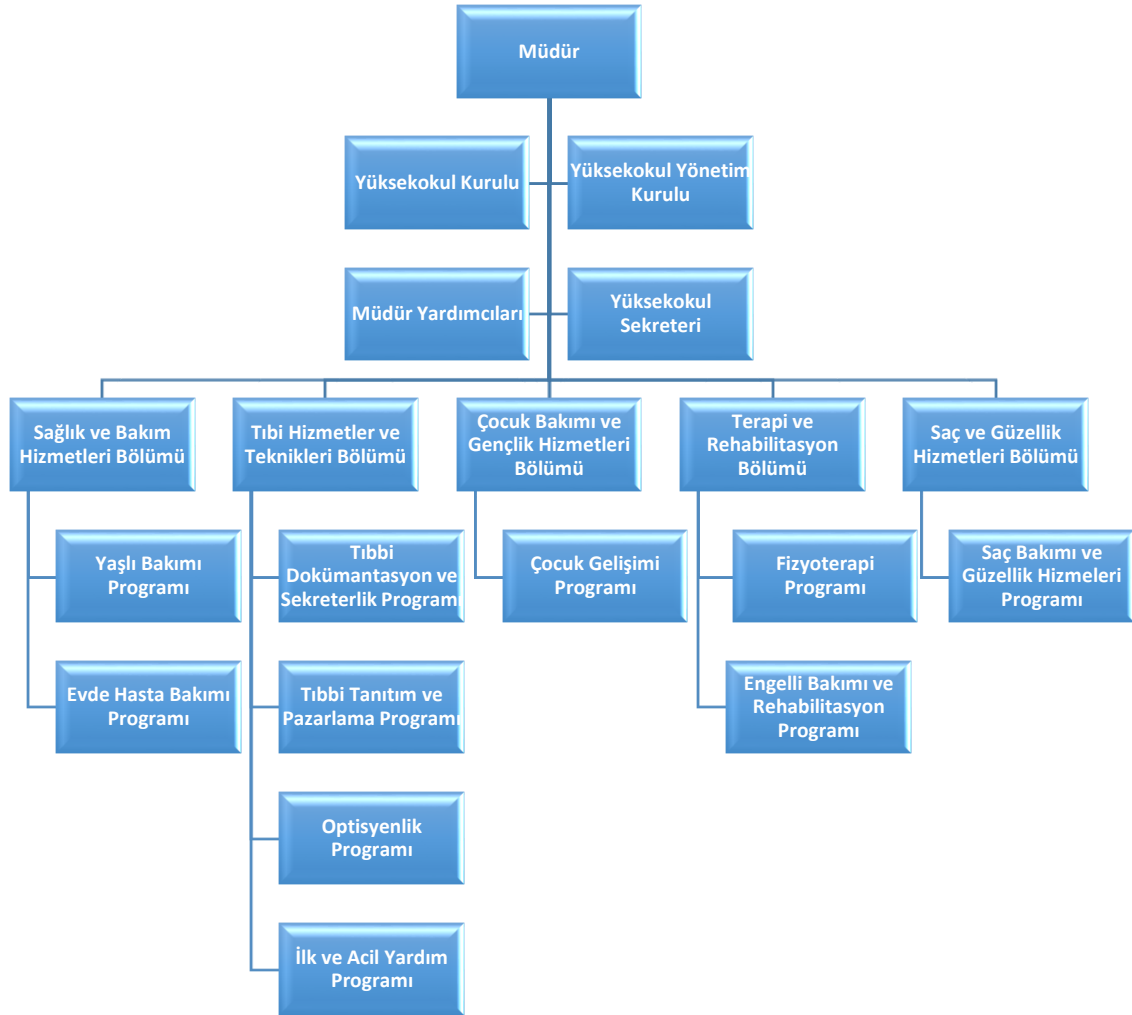 Müdür
Yüksekokul Kurulu
Yüksekokul Yönetim
Kurulu
Müdür Yardımcıları
Yüksekokul
Sekreteri
Sağlık ve Bakım
Hizmetleri Bölümü
Tıbi Hizmetler ve
Teknikleri Bölümü
Çocuk Bakımı ve
Gençlik Hizmetleri
Bölümü
Terapi ve
Rehabilitasyon
Bölümü
Saç ve Güzellik
Hizmetleri Bölümü
Yaşlı Bakımı
Programı
Tıbbi
Dokümantasyon ve
Sekreterlik Programı
Çocuk Gelişimi
Programı
Fizyoterapi
Programı
Saç Bakımı ve
Güzellik Hizmeleri
Programı
Evde Hasta Bakımı
Programı
Tıbbi Tanıtım ve
Pazarlama Programı
Engelli Bakımı ve
Rehabilitasyon
Programı
Optisyenlik
Programı
İlk ve Acil Yardım
Programı